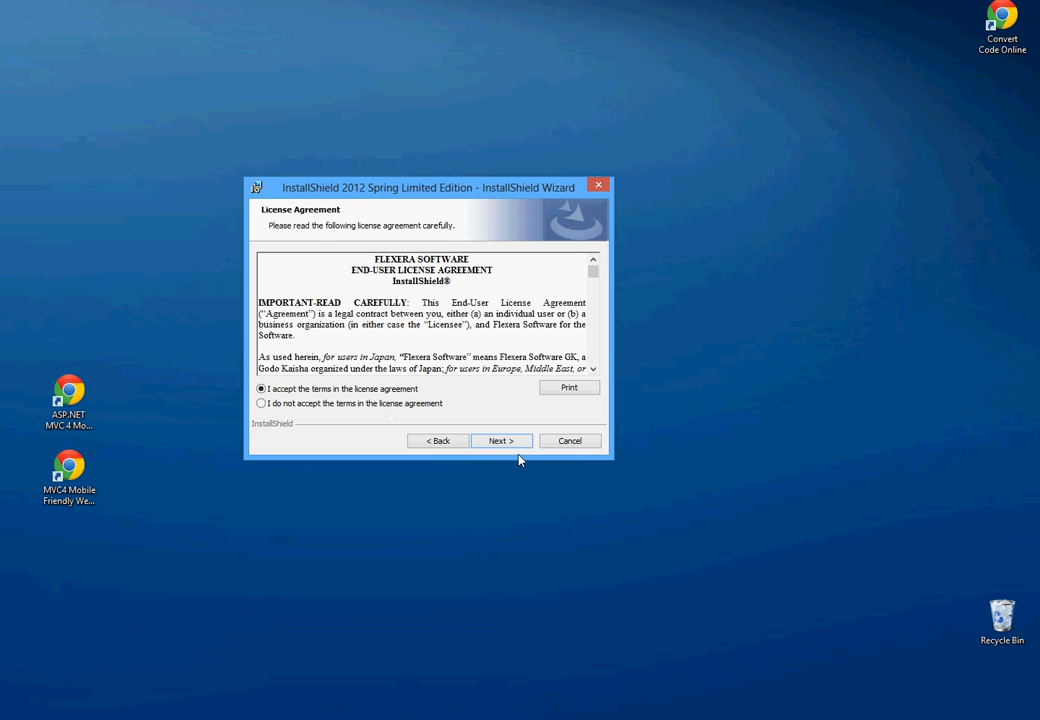 Convert
Code Online
InstallShield 2012 Spring Limited Edition - InstallShield Wizard
License Agreement
Please read the following license agreement carefully.
FLEXERA SOFTWARE
END-USER LICENSE AGREEMENT
InstallShield®
IMPORTANT-READ CAREFULLY: This End-User License Agreement
("Agreement") is a legal contract between you, either (a) an individual user or (b) a
business organization (in either case the "Licensee"), and Flexera Software for the
Software.
As used herein, for users in Japan, "Flexera Software" means Flexera Software GK, a
Godo Kaisha organized under the laws of Japan; for users in Europe, Middle East, or
I accept the terms in the license agreement
Print
I do not accept the terms in the license agreement
InstallShield
< Back
Next >
Cancel
ASP.NET
MVC 4 Mo...
MVC4 Mobile
Friendly We...
Recycle Bin